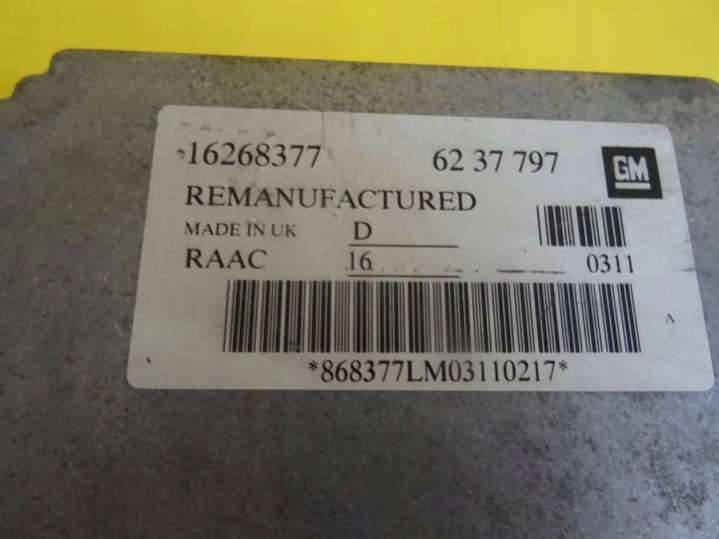 16268377 62 37 797 GM
REMANUFACTURED
MADE IN UK D
RAAC 16 0311
*868377LM03110217*
A